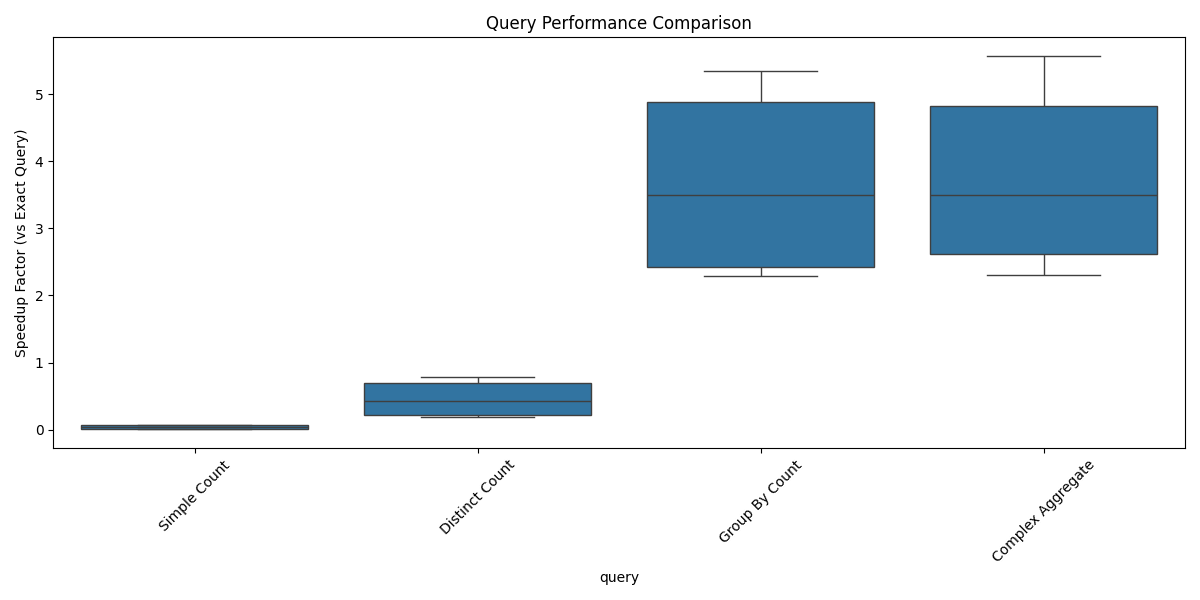 Query Performance Comparison
Speedup Factor (vs Exact Query)
5
4
3
2
1
0
Simple Count
Distinct Count
Group By Count
Complex Aggregate
query